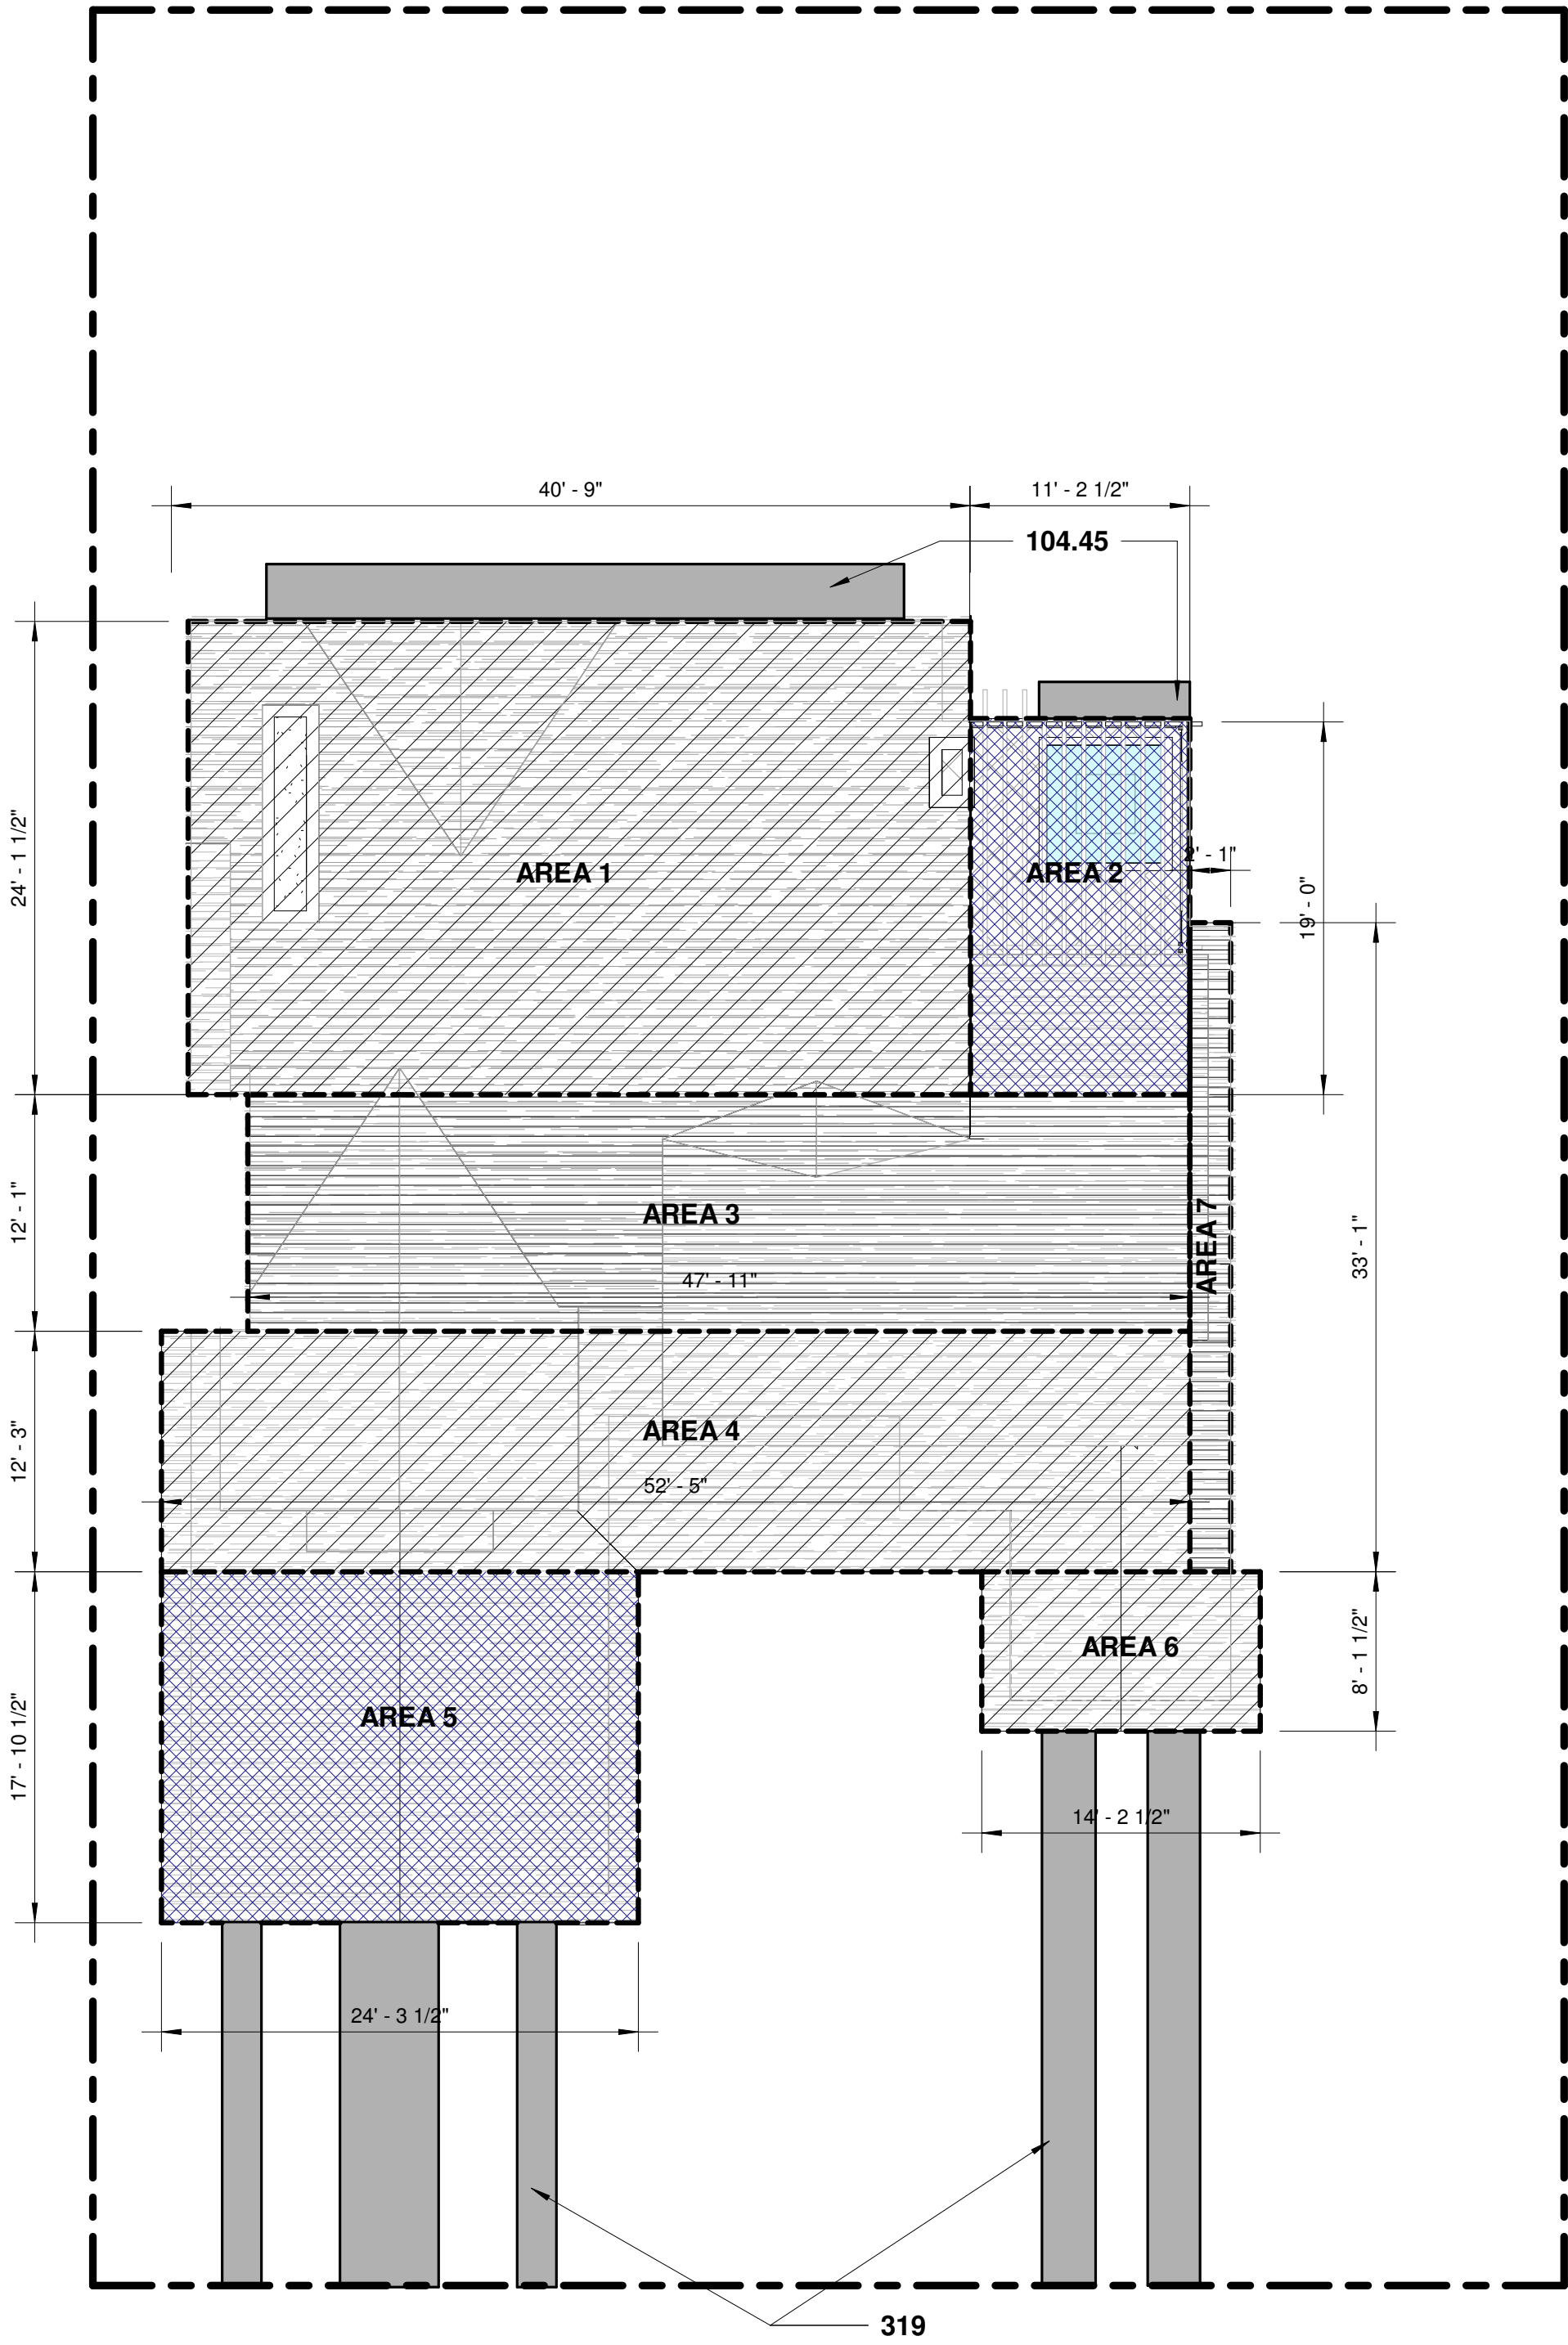 40' - 9"
11' - 2 1/2"
104.45
24' - 1 1/2"
AREA 1
AREA 2
2' - 1"
19' - 0"
12' - 1"
AREA 3
AREA 7
33' - 1"
47' - 11"
12' - 3"
AREA 4
52' - 5"
17' - 10 1/2"
AREA 5
AREA 6
8' - 1 1/2"
14' - 2 1/2"
24' - 3 1/2"
319